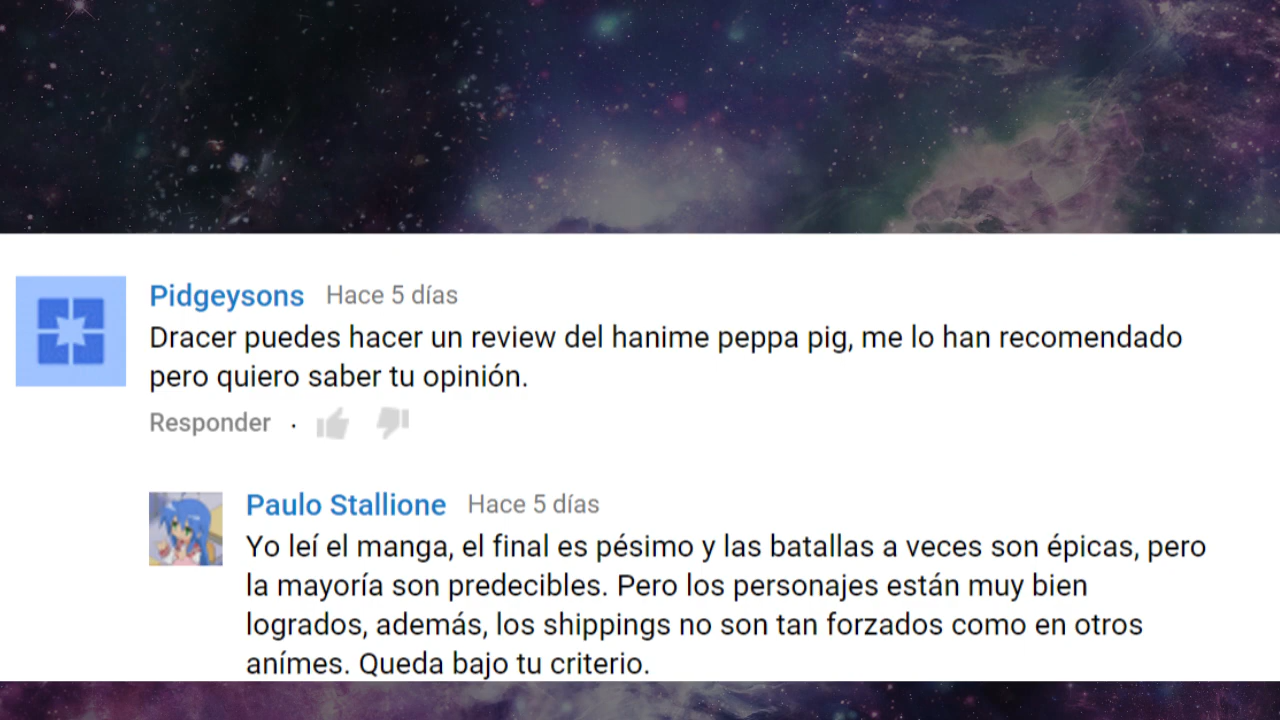 Pidgeysons Hace 5 días
Dracer puedes hacer un review del hanime peppa pig, me lo han recomendado
pero quiero saber tu opinión.
Responder ·
Paulo Stallione Hace 5 días
Yo leí el manga, el final es pésimo y las batallas a veces son épicas, pero
la mayoría son predecibles. Pero los personajes están muy bien
logrados, además, los shippings no son tan forzados como en otros
anímes. Queda bajo tu criterio.